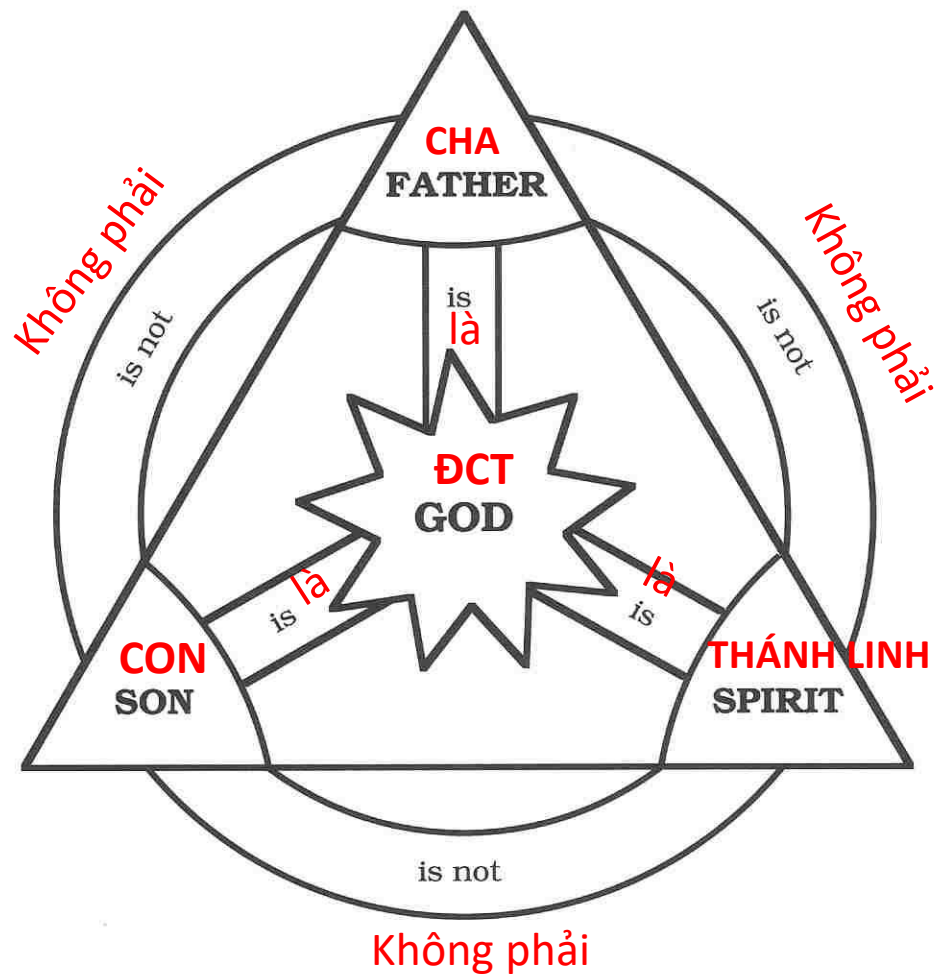 CHA
FATHER
Không phải
is not
Không phải
is not
is
là
ĐCT
GOD
là
is
là
is
CON
SON
THÁNH LINH
SPIRIT
is not
Không phải